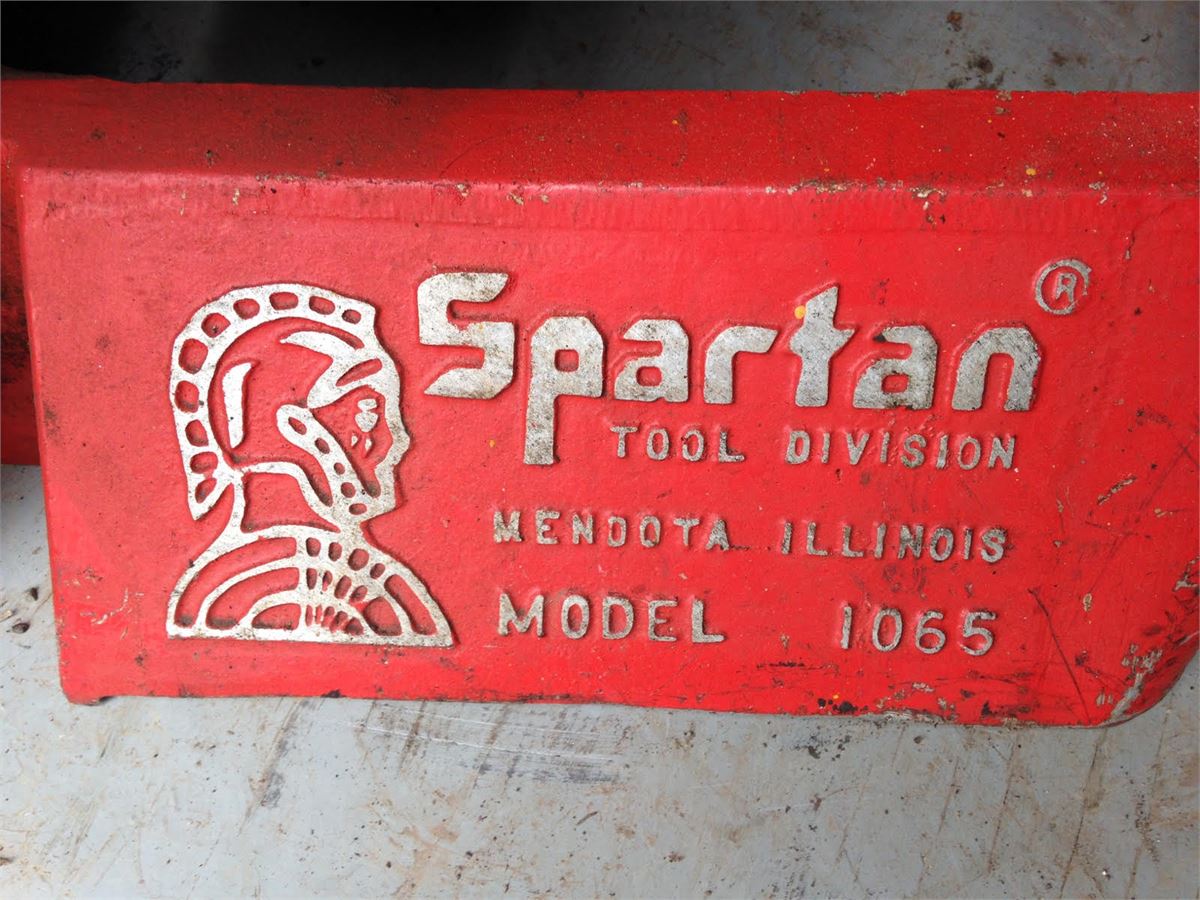 Spartan®
TOOL DIVISION
MENDOTA ILLINOIS
MODEL 1065